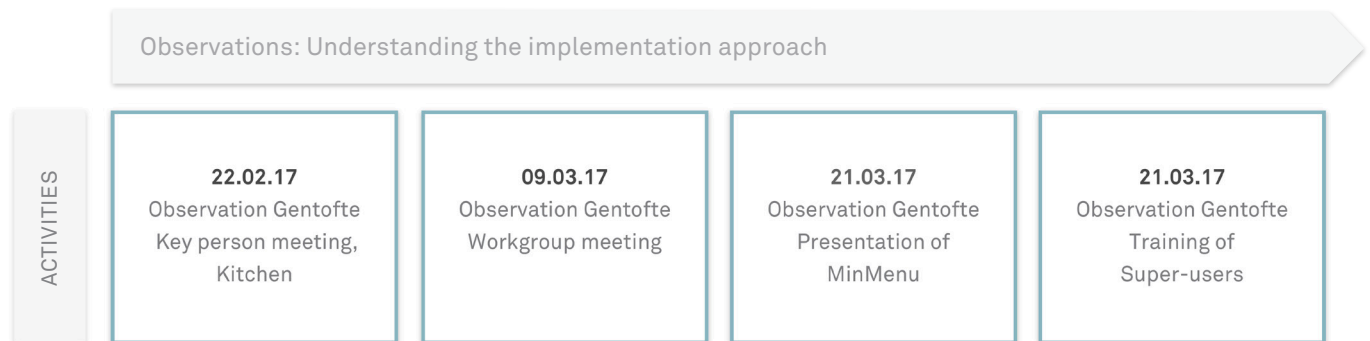 Observations: Understanding the implementation approach
ACTIVITIES
22.02.17
Observation Gentofte
Key person meeting,
Kitchen
09.03.17
Observation Gentofte
Workgroup meeting
21.03.17
Observation Gentofte
Presentation of
MinMenu
21.03.17
Observation Gentofte
Training of
Super-users